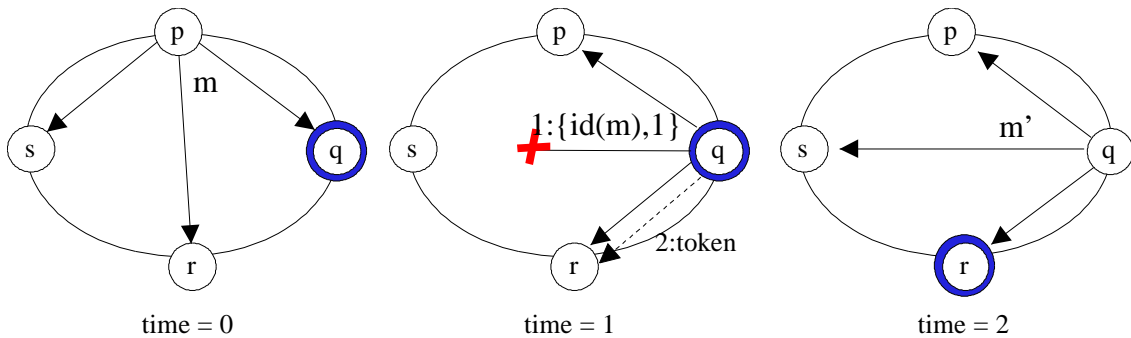 p
m
s
q
r
time = 0
p
1:{id(m),1}
s
q
2:token
r
time = 1
p
m’
s
q
r
time = 2